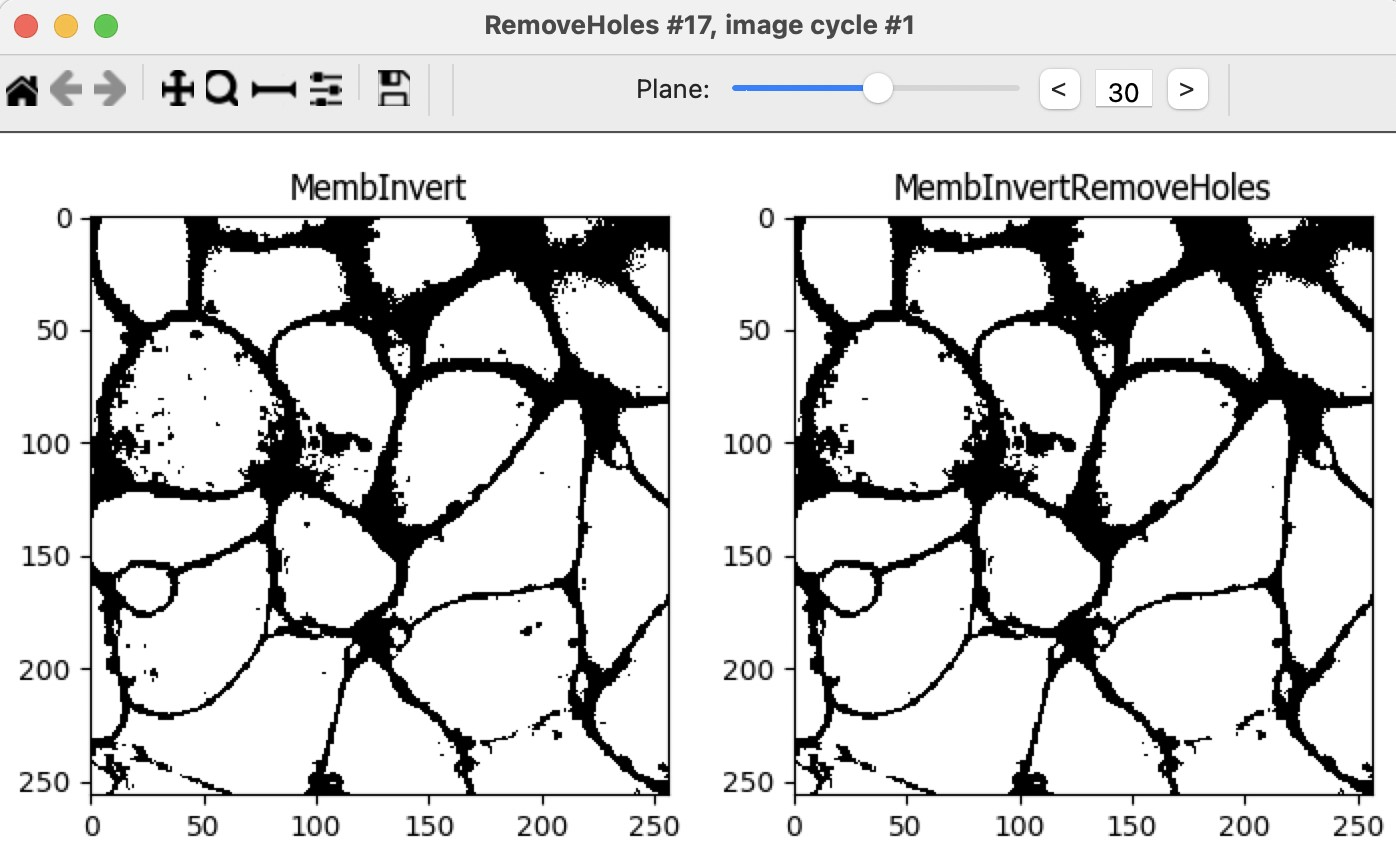 RemoveHoles #17, image cycle #1
Plane: < 30 >
MembInvert MembInvertRemoveHoles
0 0
50 50
100 100
150 150
200 200
250 250
0 50 100 150 200 250 0 50 100 150 200 250